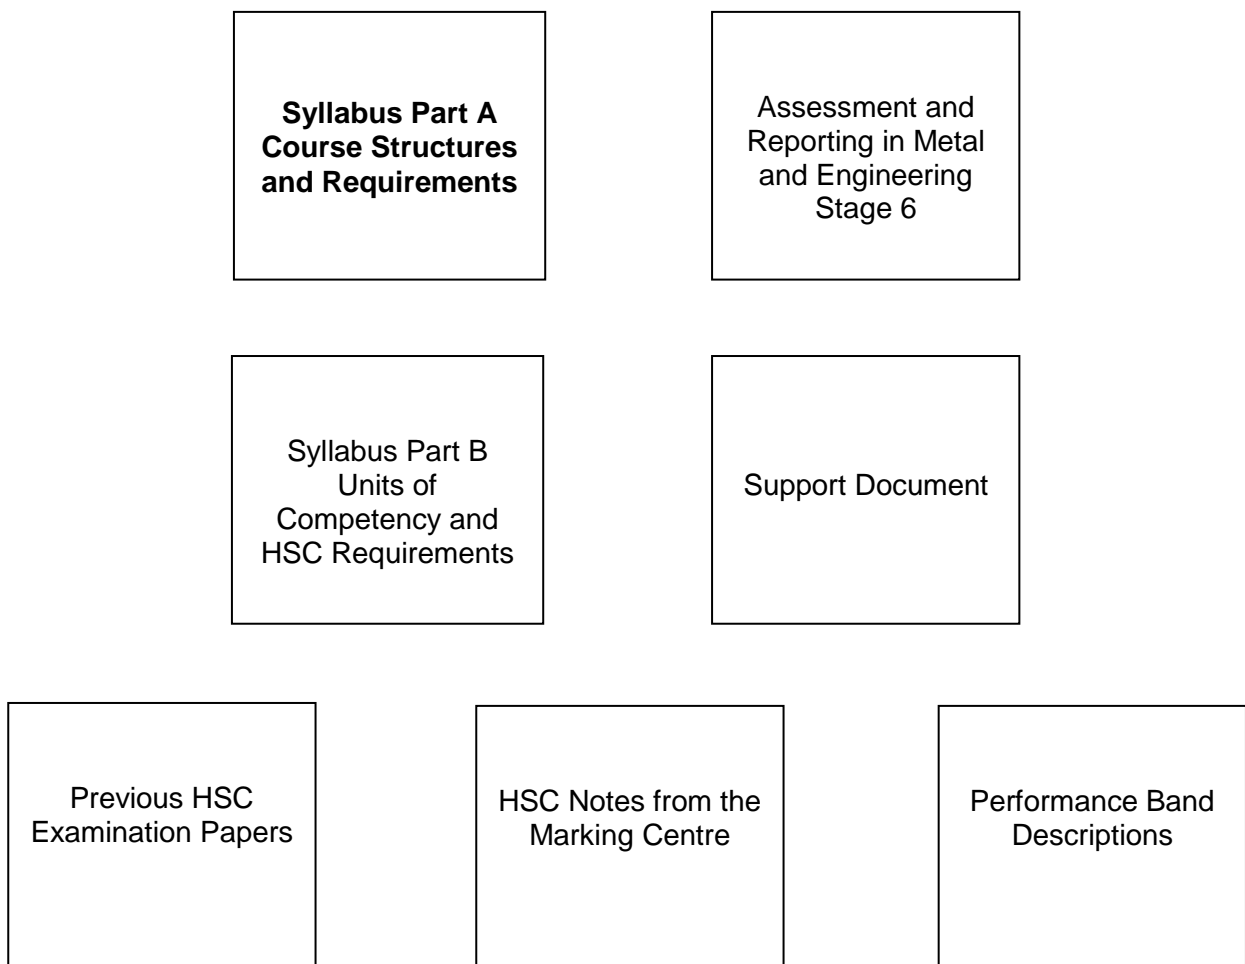 Syllabus Part A
Course Structures
and Requirements
Assessment and
Reporting in Metal
and Engineering
Stage 6
Syllabus Part B
Units of
Competency and
HSC Requirements
Support Document
Previous HSC
Examination Papers
HSC Notes from the
Marking Centre
Performance Band
Descriptions